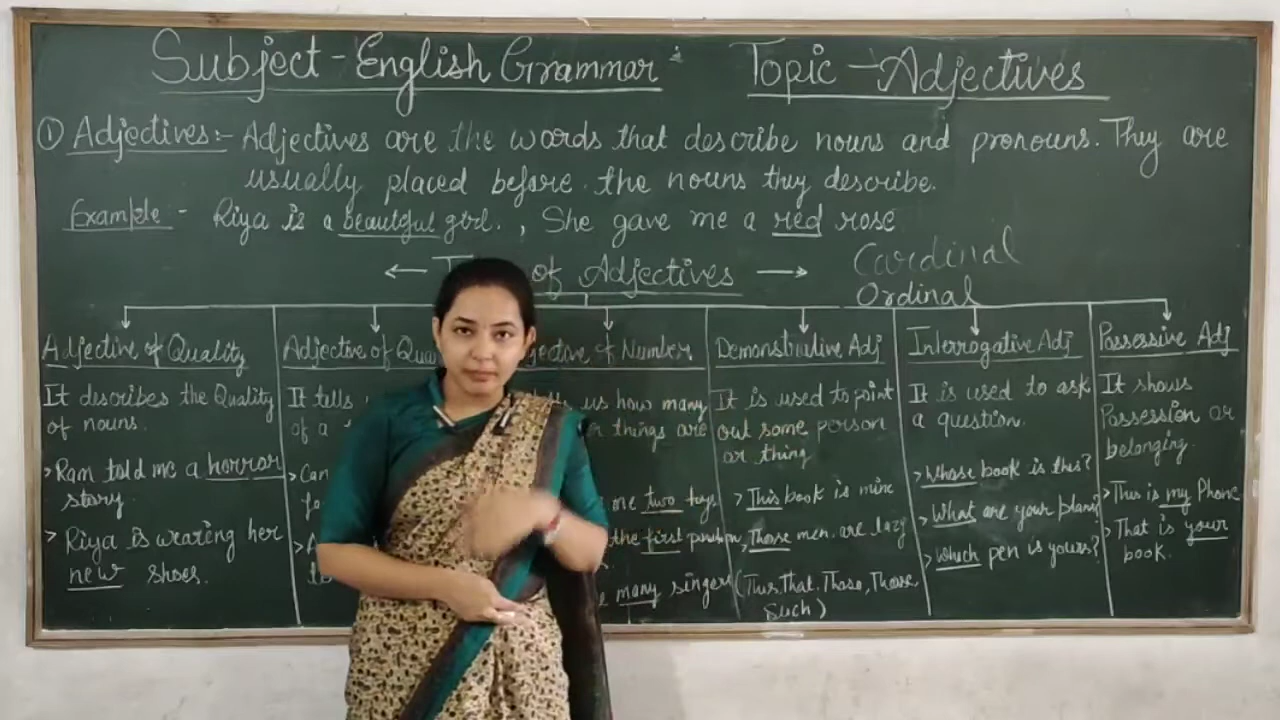 Subject - English Grammar : Topic - Adjectives
① Adjectives:- Adjectives are the words that describe nouns and pronouns. They are
usually placed before the nouns they describe.
Example - Riya is a beautiful girl. , She gave me a red rose
of Adjectives
Cardinal
Ordinal
Adjective of Quality
It describes the Quality
of nouns.
> Ram told me a horror
story.
> Riya is wearing her
new shoes.
Adjective of
It tells
of a
of Number
us how many
things are
me two toys
the first
many singers
Demonstrative Adj
It is used to point
out some person
or thing
> This book is mine
> Those men are lazy
(This, That, These, Those,
Such)
Interrogative Adj
It is used to ask
a question.
> Whose book is this?
> What are your plans?
> Which pen is yours?
Possessive Adj
It shows
Possession or
belonging.
> This is my Phone
> That is your
book.